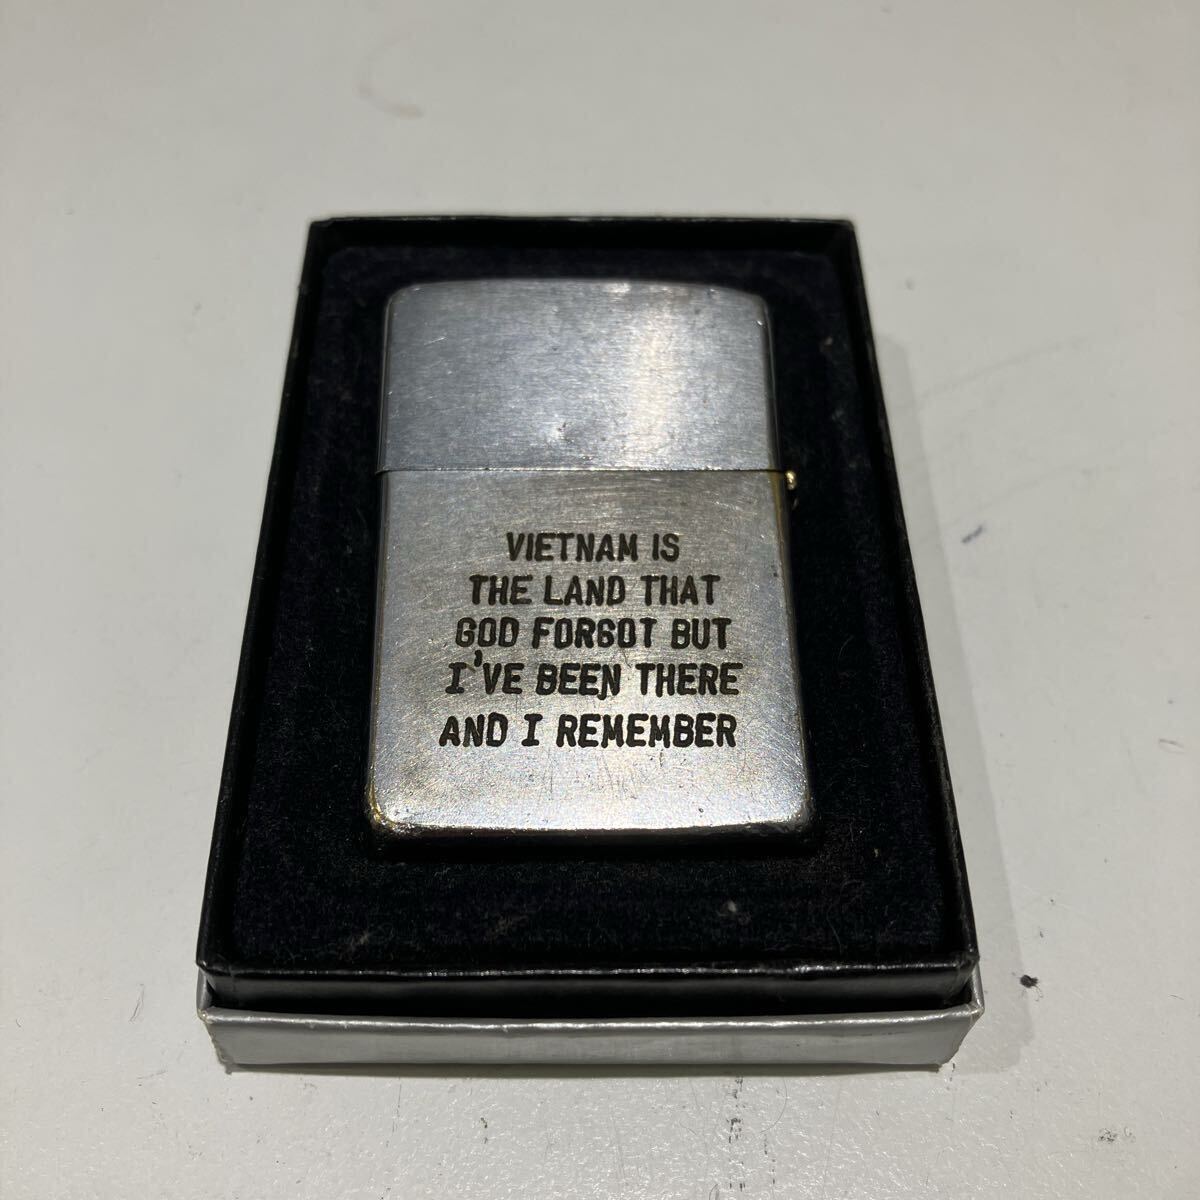 VIETNAM IS
THE LAND THAT
GOD FORGOT BUT
I'VE BEEN THERE
AND I REMEMBER